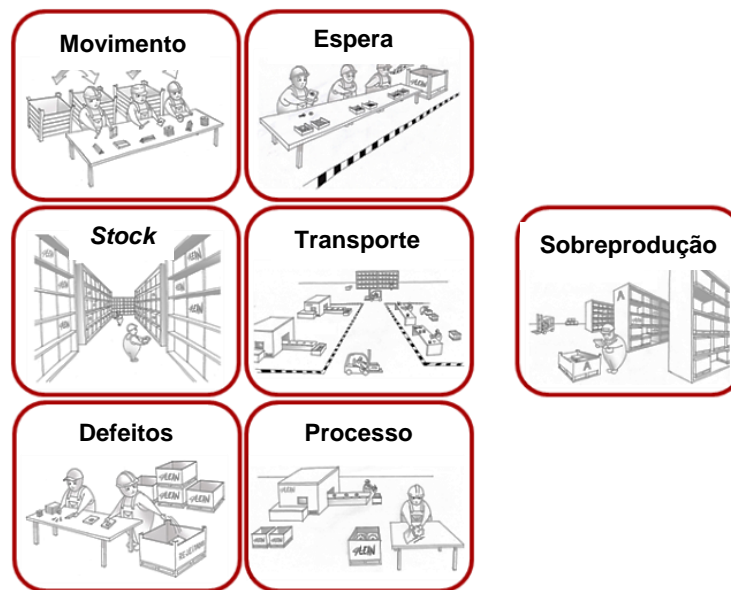 Movimento
Espera
Stock
Transporte
Sobreprodução
A
A
Defeitos
Processo